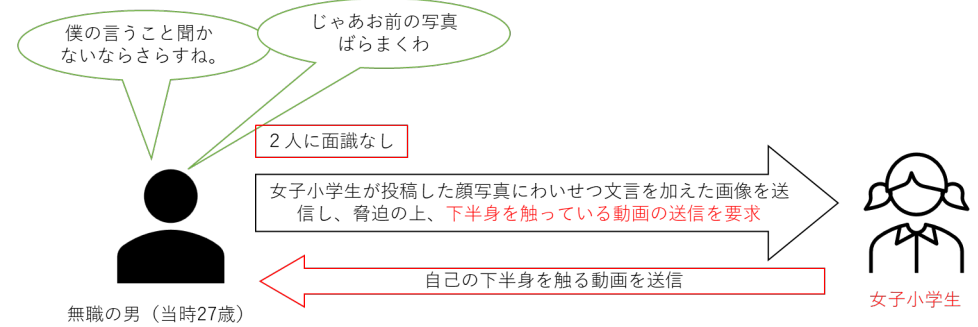 僕の言うこと聞か
ないならさらすね。
じゃあお前の写真
ばらまくわ
２人に面識なし
女子小学生が投稿した顔写真にわいせつ文言を加えた画像を送
信し、脅迫の上、下半身を触っている動画の送信を要求
自己の下半身を触る動画を送信
無職の男（当時27歳）
女子小学生